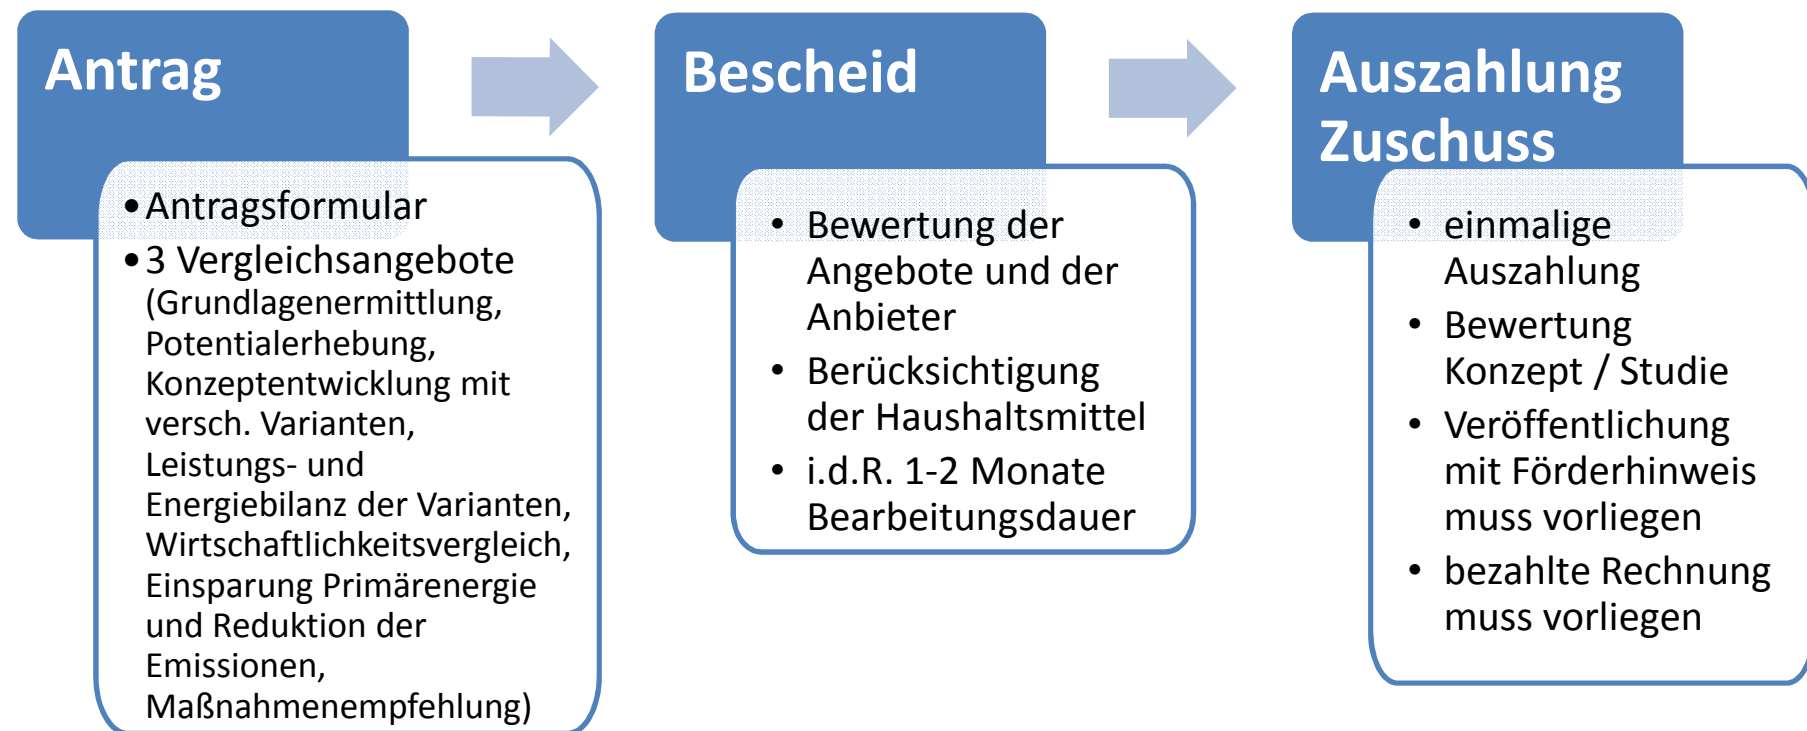 Antrag
•Antragsformular
•3 Vergleichsangebote
(Grundlagenermittlung,
Potentialerhebung,
Konzeptentwicklung mit
versch. Varianten,
Leistungs- und
Energiebilanz der Varianten,
Wirtschaftlichkeitsvergleich,
Einsparung Primärenergie
und Reduktion der
Emissionen,
Maßnahmenempfehlung)
Bescheid
• Bewertung der
Angebote und der
Anbieter
• Berücksichtigung
der Haushaltsmittel
• i.d.R. 1-2 Monate
Bearbeitungsdauer
Auszahlung
Zuschuss
• einmalige
Auszahlung
• Bewertung
Konzept / Studie
• Veröffentlichung
mit Förderhinweis
muss vorliegen
• bezahlte Rechnung
muss vorliegen